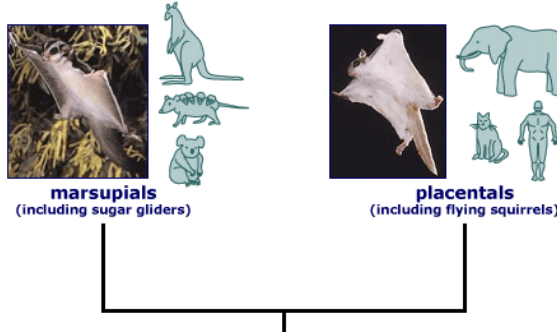 marsupials
(including sugar gliders)
placentals
(including flying squirrels)